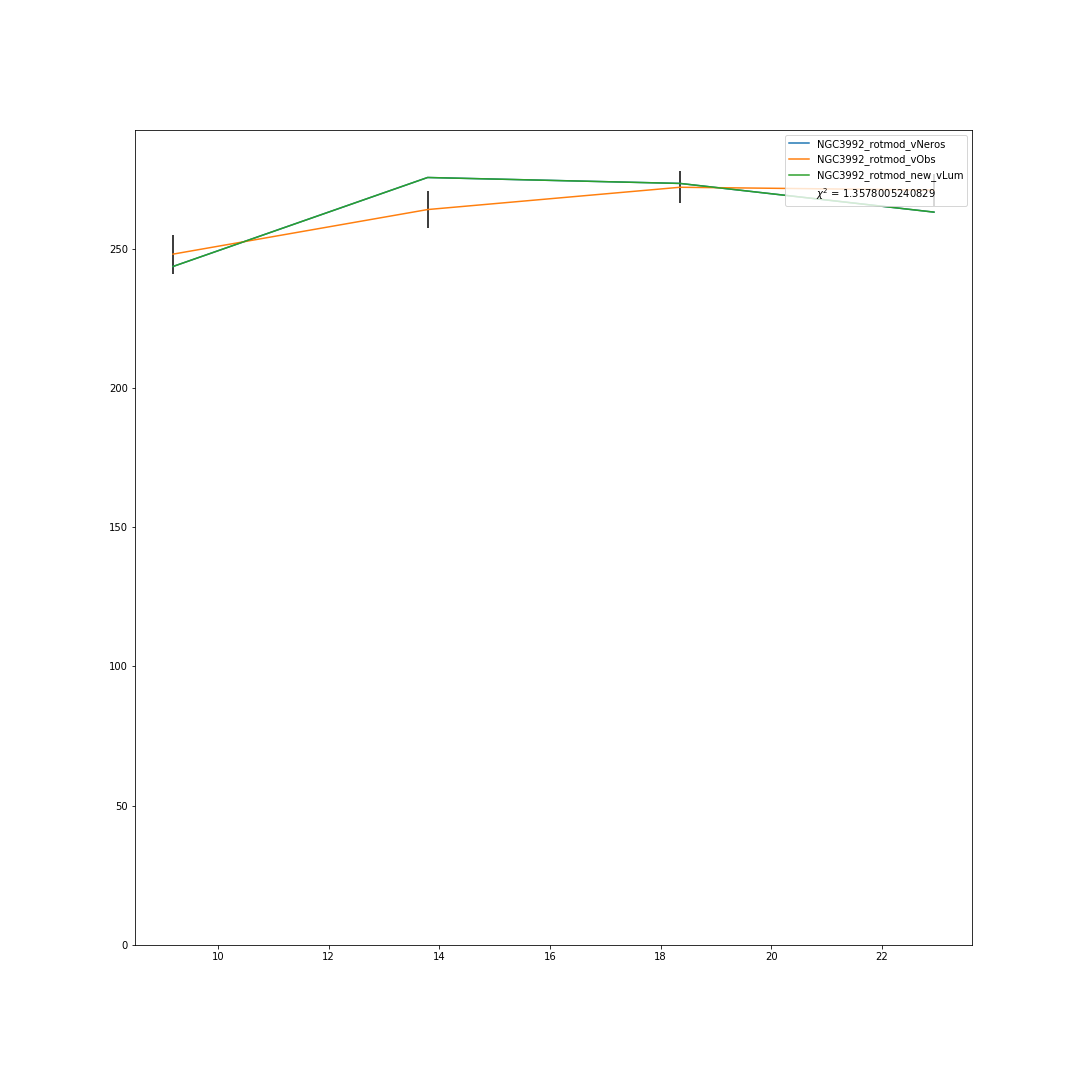 NGC3992_rotmod_vNeros
NGC3992_rotmod_vObs
NGC3992_rotmod_new_vLum
χ² = 1.3578005240829
250
200
150
100
50
0
10 12 14 16 18 20 22